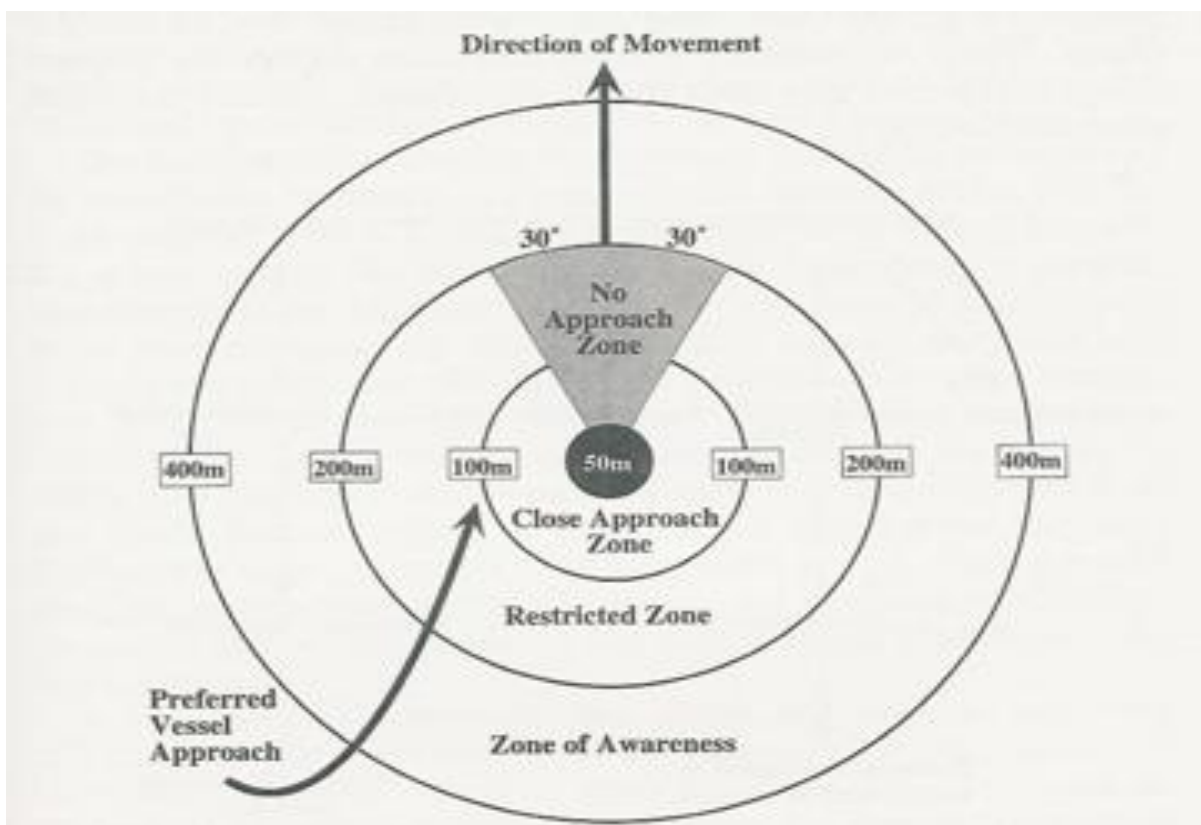 Direction of Movement
30° 30°
No
Approach
Zone
400m 200m 100m 50m 100m 200m 400m
Close Approach
Zone
Restricted Zone
Preferred
Vessel
Approach
Zone of Awareness